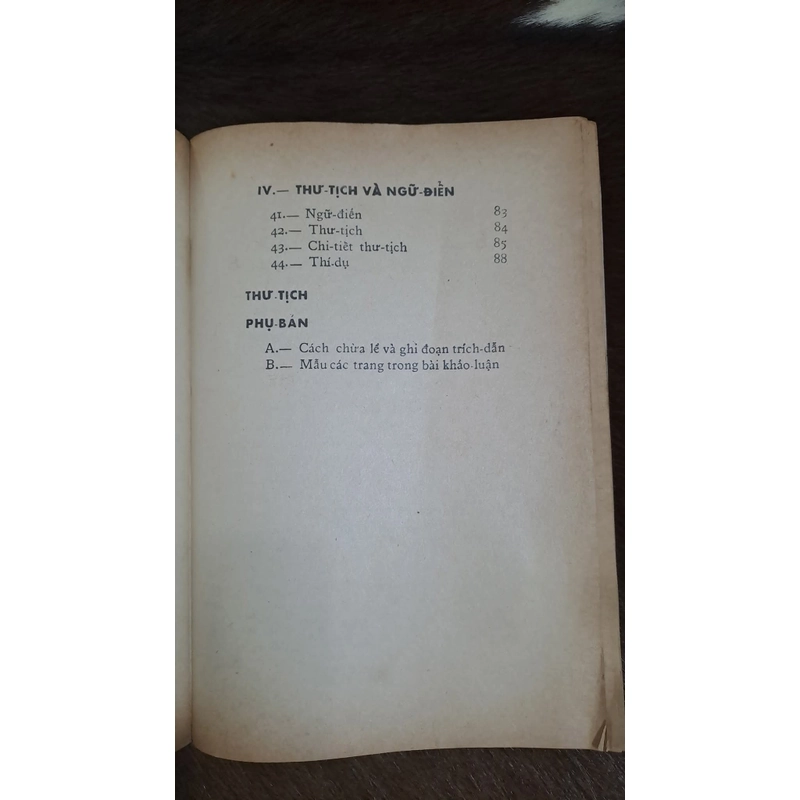 IV.— THƯ-TỊCH VÀ NGỮ-ĐIỂN
41.— Ngữ-điển 83
42.— Thư-tịch 84
43.— Chi-tiết thư-tịch 85
44.— Thí-dụ 88
THƯ-TỊCH
PHỤ-BẢN
A.— Cách chừa lề và ghi đoạn trích-dẫn
B.— Mẫu các trang trong bài khảo-luận